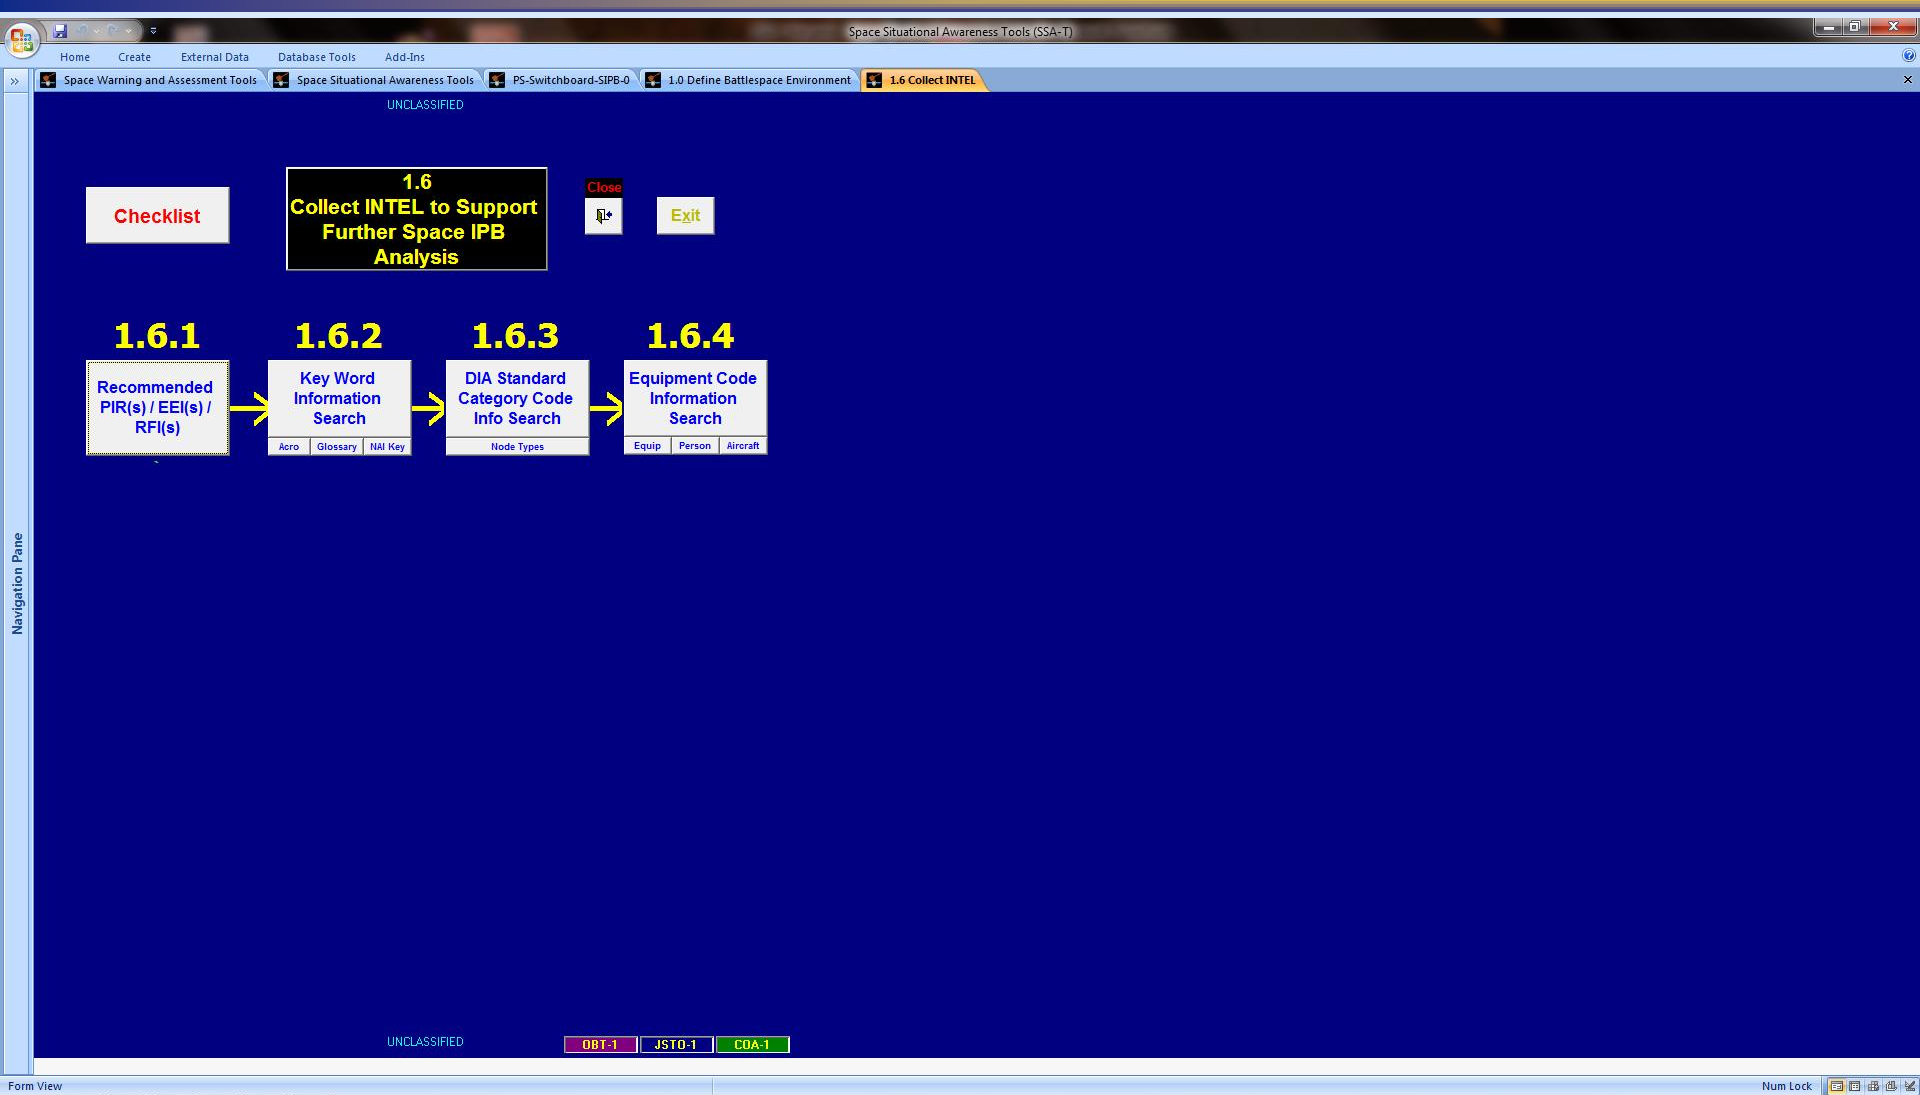 Space Situational Awareness Tools (SSA-T)
Home Create External Data Database Tools Add-Ins
Space Warning and Assessment Tools Space Situational Awareness Tools PS-Switchboard-SIPB-0 1.0 Define Battlespace Environment 1.6 Collect INTEL
UNCLASSIFIED
Checklist
1.6
Collect INTEL to Support
Further Space IPB
Analysis
Close
Exit
1.6.1 1.6.2 1.6.3 1.6.4
Recommended
PIR(s) / EEI(s) /
RFI(s)
Key Word
Information
Search
Acro Glossary NAI Key
DIA Standard
Category Code
Info Search
Node Types
Equipment Code
Information
Search
Equip Person Aircraft
Navigation Pane
UNCLASSIFIED
OBT-1 JSTO-1 COA-1
Form View
Num Lock